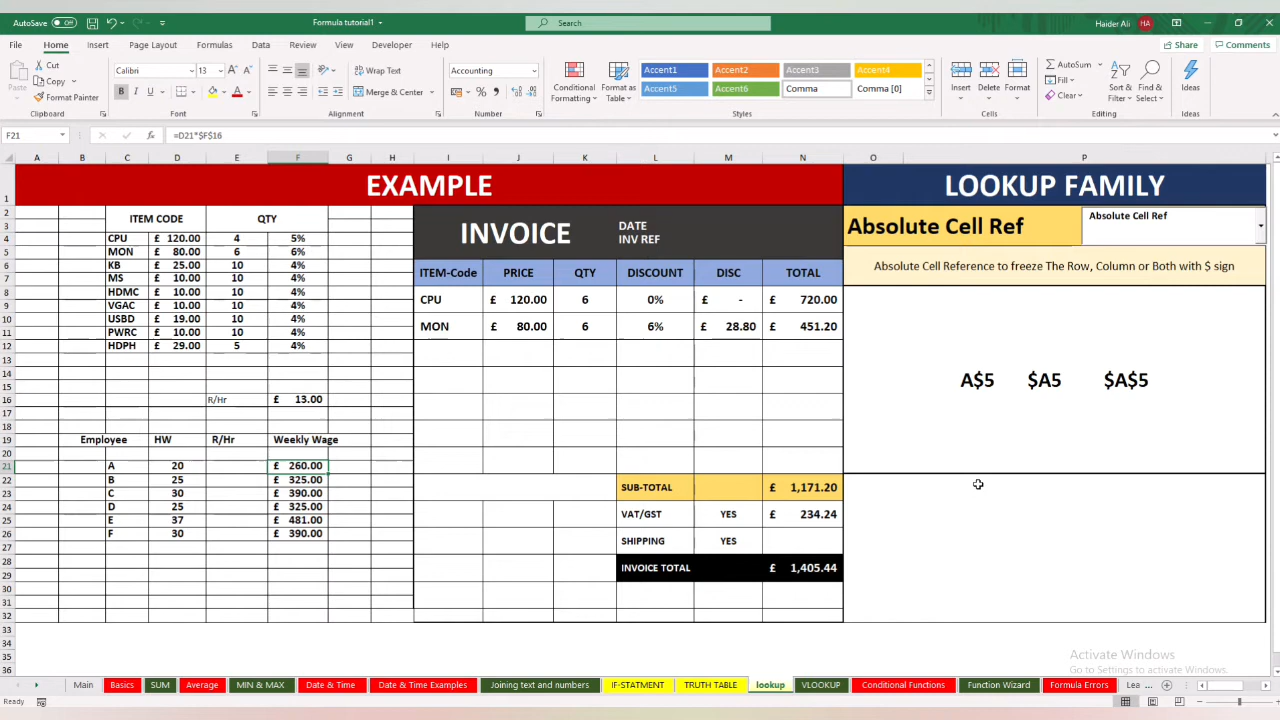 AutoSave Off Formula tutorial1 Search Haider Ali HA
File Home Insert Page Layout Formulas Data Review View Developer Help Share Comments
Paste Cut Copy Format Painter Clipboard
Calibri 13 B I U Font
Wrap Text Merge & Center Alignment
Accounting % Number
Conditional Formatting Format as Table
Accent1 Accent2 Accent3 Accent4
Accent5 Accent6 Comma Comma [0]
Styles
Insert Delete Format Cells
AutoSum Fill Clear Sort & Filter Find & Select Editing
Ideas Ideas
F21 fx =D21*$F$16
A B C D E F G H I J K L M N O P
EXAMPLE
ITEM CODE QTY
CPU £ 120.00 4 5%
MON £ 80.00 6 6%
KB £ 25.00 10 4%
MS £ 10.00 10 4%
HDMC £ 10.00 10 4%
VGAC £ 10.00 10 4%
USBD £ 19.00 10 4%
PWRC £ 10.00 10 4%
HDPH £ 29.00 5 4%
R/Hr £ 13.00
Employee HW R/Hr Weekly Wage
A 20 £ 260.00
B 25 £ 325.00
C 30 £ 390.00
D 25 £ 325.00
E 37 £ 481.00
F 30 £ 390.00
INVOICE
DATE
INV REF
ITEM-Code PRICE QTY DISCOUNT DISC TOTAL
CPU £ 120.00 6 0% £ - £ 720.00
MON £ 80.00 6 6% £ 28.80 £ 451.20
SUB-TOTAL £ 1,171.20
VAT/GST YES £ 234.24
SHIPPING YES
INVOICE TOTAL £ 1,405.44
LOOKUP FAMILY
Absolute Cell Ref Absolute Cell Ref
Absolute Cell Reference to freeze The Row, Column or Both with $ sign
A$5 $A5 $A$5
Activate Windows
Go to Settings to activate Windows.
Main Basics SUM Average MIN & MAX Date & Time Date & Time Examples Joining text and numbers IF-STATMENT TRUTH TABLE lookup VLOOKUP Conditional Functions Function Wizard Formula Errors Lea ...
Ready